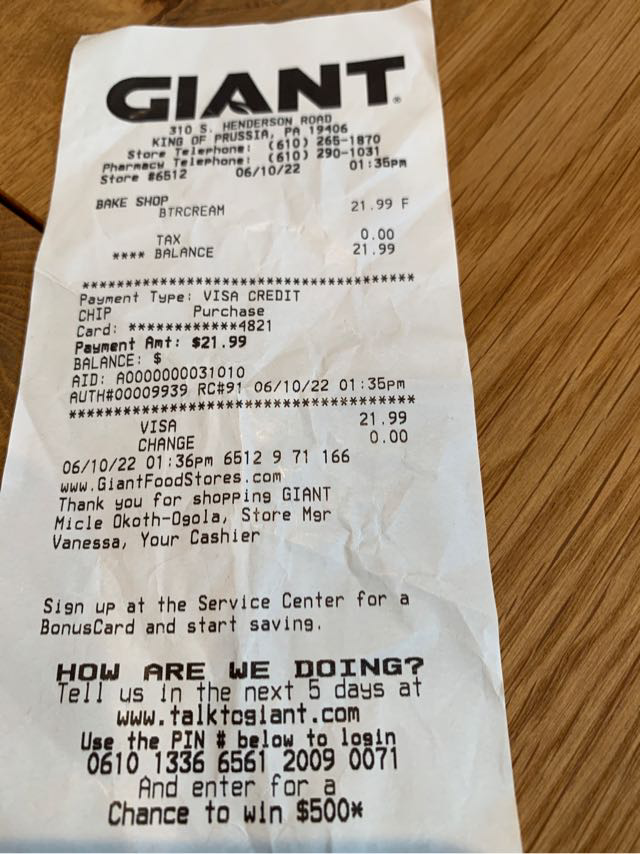 GIANT®
310 S. HENDERSON ROAD
KING OF PRUSSIA, PA 19406
Store Telephone: (610) 265-1870
Pharmacy Telephone: (610) 290-1031
Store #6512 06/10/22 01:35pm
BAKE SHOP
BTRCREAM 21.99 F
TAX 0.00
**** BALANCE 21.99
****************************************
Payment Type: VISA CREDIT
CHIP Purchase
Card: ************4821
Payment Amt: $21.99
BALANCE: $
AID: A0000000031010
AUTH#00009939 RC#91 06/10/22 01:35pm
****************************************
VISA 21.99
CHANGE 0.00
06/10/22 01:36pm 6512 9 71 166
www.GiantFoodStores.com
Thank you for shopping GIANT
Micle Okoth-Ogola, Store Mgr
Vanessa, Your Cashier
Sign up at the Service Center for a
BonusCard and start saving.
HOW ARE WE DOING?
Tell us in the next 5 days at
www.talktogiant.com
Use the PIN # below to login
0610 1336 6561 2009 0071
And enter for a
Chance to win $500*